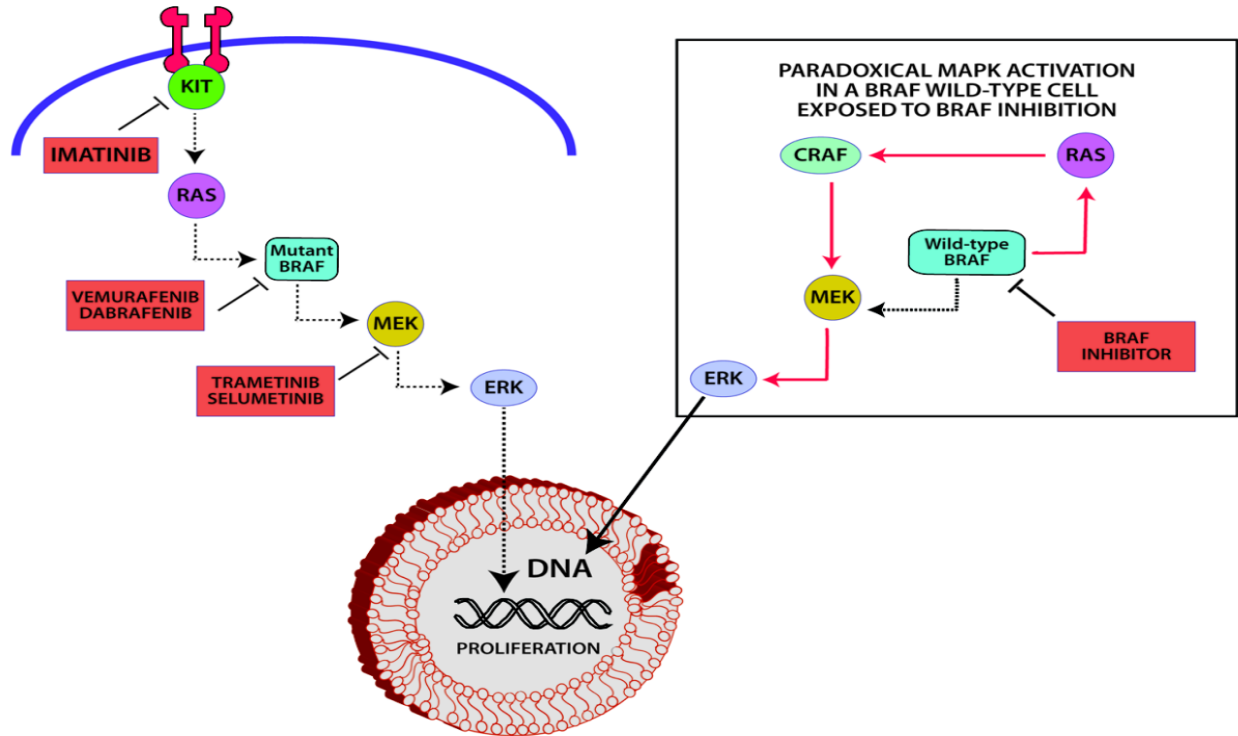 KIT
IMATINIB
RAS
Mutant
BRAF
VEMURAFENIB
DABRAFENIB
MEK
TRAMETINIB
SELUMETINIB
ERK
PARADOXICAL MAPK ACTIVATION
IN A BRAF WILD-TYPE CELL
EXPOSED TO BRAF INHIBITION
CRAF
RAS
Wild-type
BRAF
MEK
BRAF
INHIBITOR
ERK
DNA
PROLIFERATION